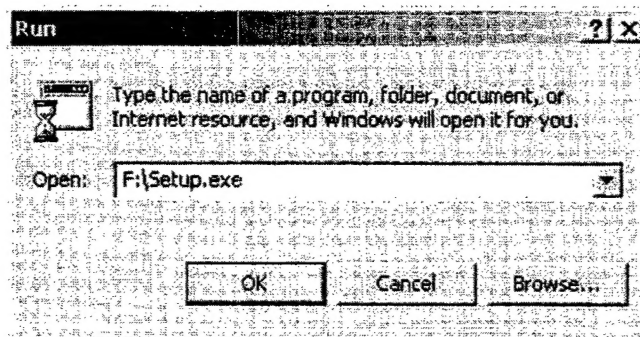 Run
? ×
Type the name of a program, folder, document, or
Internet resource, and Windows will open it for you.
Open: F:\Setup.exe
OK Cancel Browse...